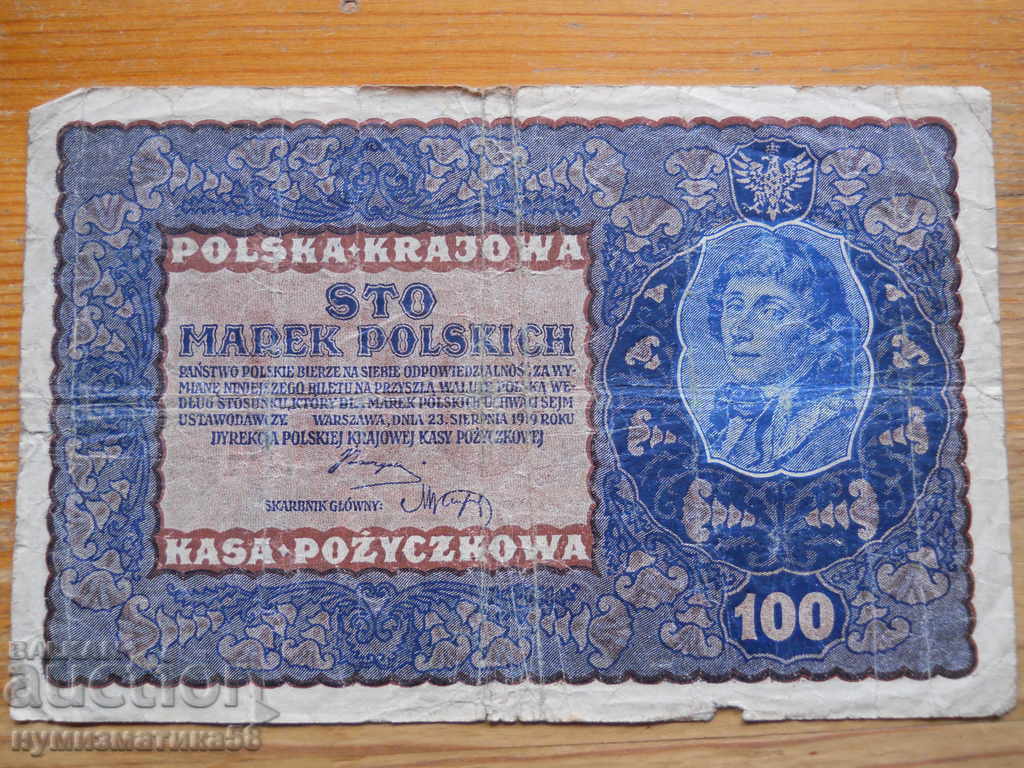 POLSKA KRAJOWA
STO
MAREK POLSKICH
PAŃSTWO POLSKIE BIERZE NA SIEBIE ODPOWIEDZIALNOŚĆ ZA WY-
MIANĘ NINIEJSZEGO BILETU NA PRZYSZŁĄ WALUTĘ POLSKĄ WE-
DŁUG STOSUNKU, KTÓRY DLA MAREK POLSKICH UCHWALI SEJM
USTAWODAWCZY WARSZAWA, DNIA 23. SIERPNIA 1919 ROKU
DYREKCJA POLSKIEJ KRAJOWEJ KASY POŻYCZKOWEJ
SKARBNIK GŁÓWNY:
KASA POŻYCZKOWA
100
BALKAN
auction
нумизматика58